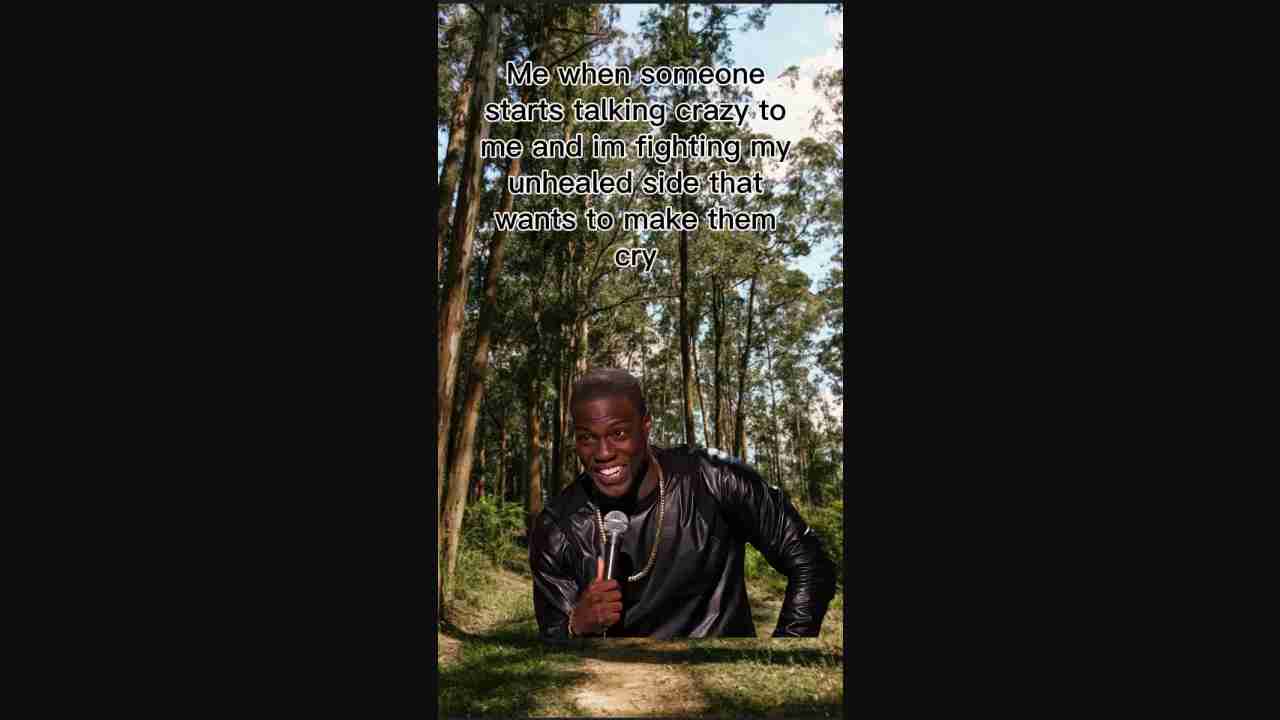 Me when someone
starts talking crazy to
me and im fighting my
unhealed side that
wants to make them
cry